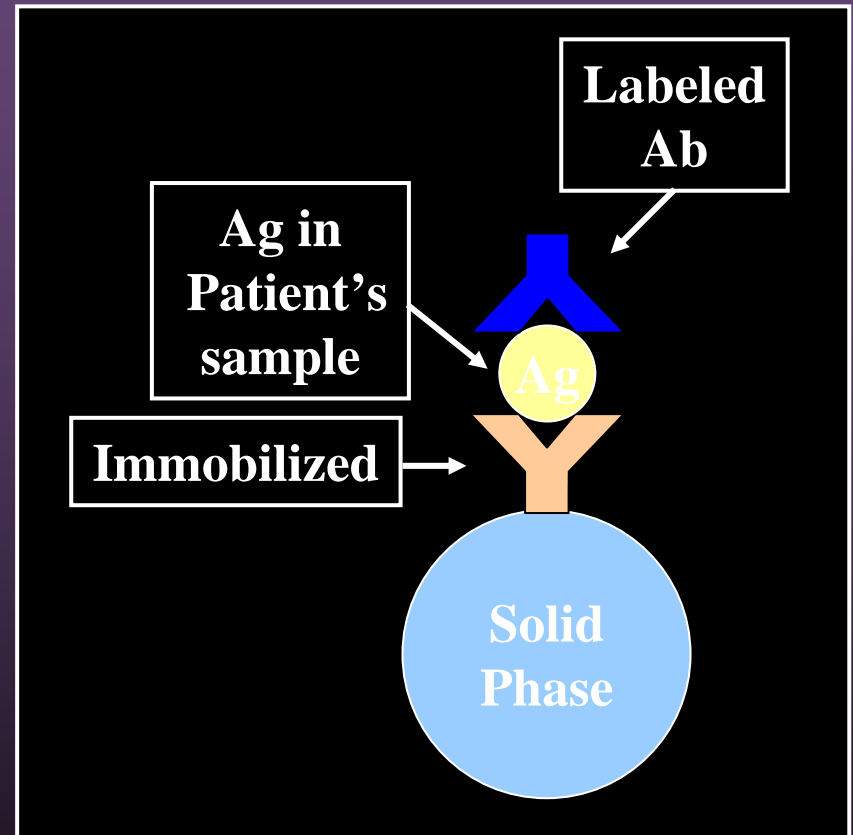 Labeled
Ab
Ag in
Patient’s
sample
Ag
Immobilized
Solid
Phase